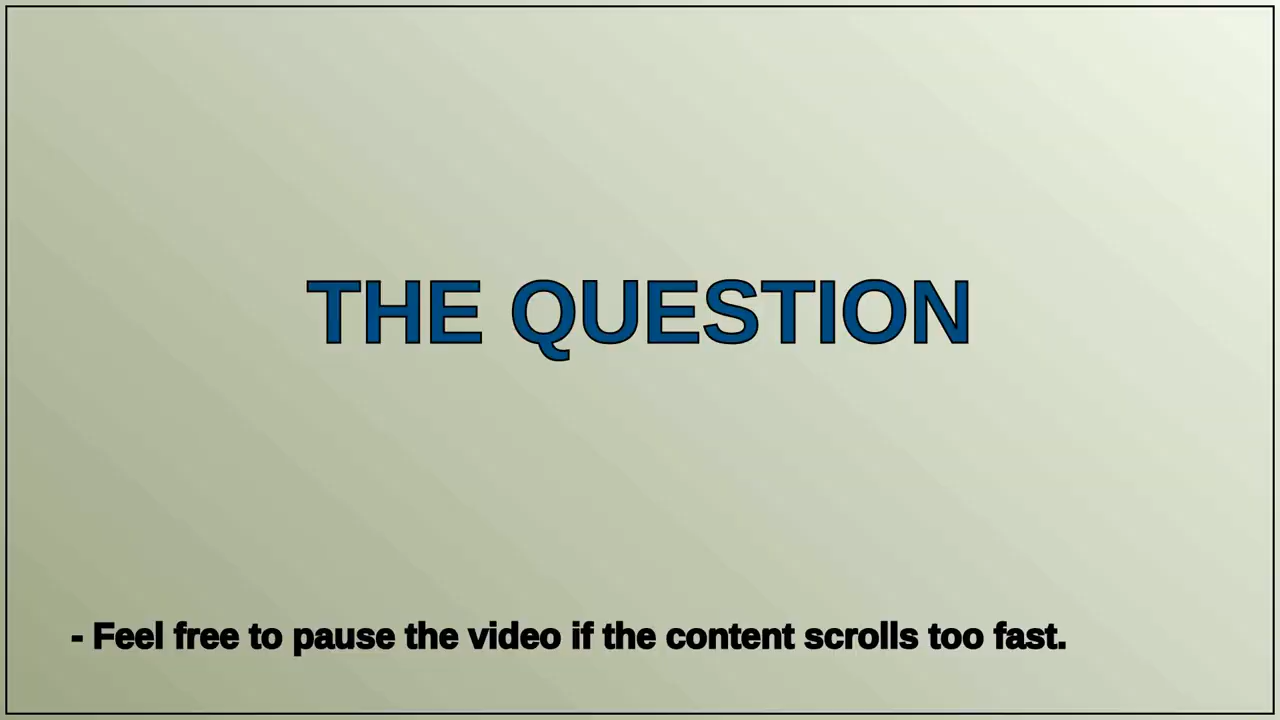 THE QUESTION
- Feel free to pause the video if the content scrolls too fast.